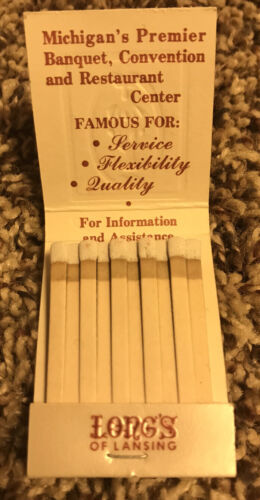 Michigan's Premier
Banquet, Convention
and Restaurant
Center
FAMOUS FOR:
• Service
• Flexibility
• Quality
•
For Information
and Assistance
LONG'S
OF LANSING